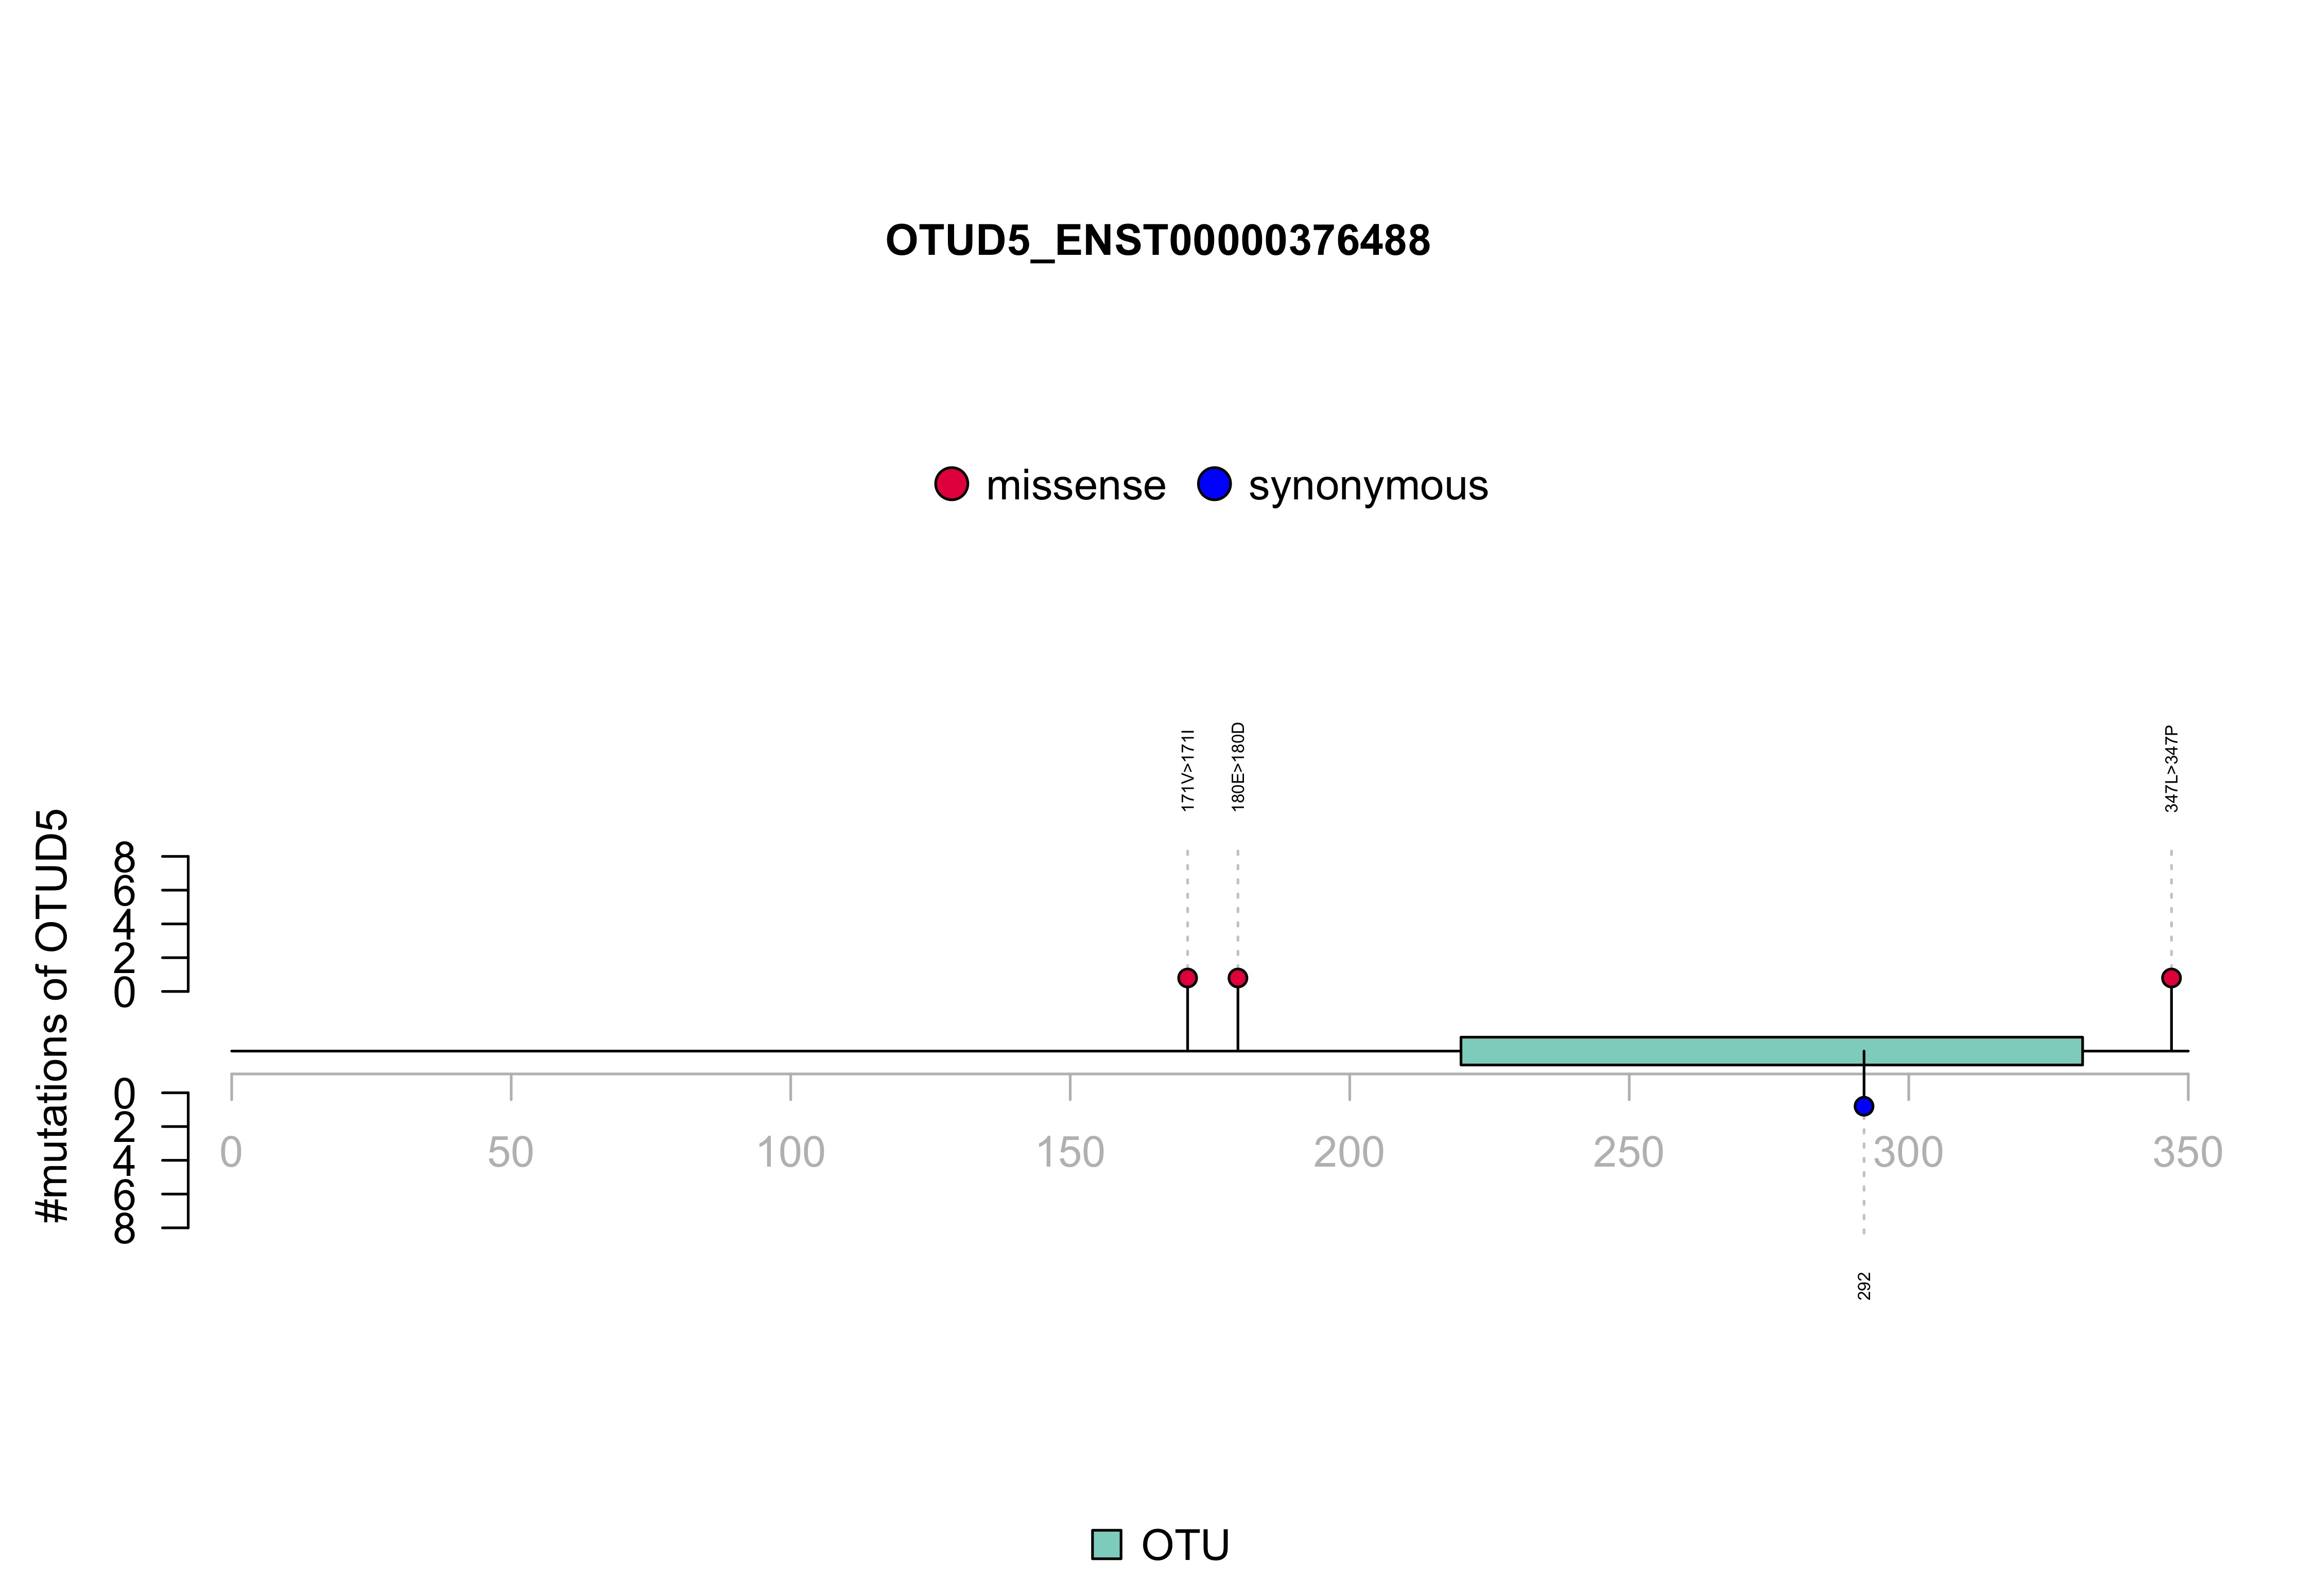 OTUD5_ENST00000376488
missense synonymous
171V>171I
180E>180D
347L>347P
#mutations of OTUD5
8
6
4
2
0
0
2
4
6
8
0 50 100 150 200 250 300 350
292
OTU